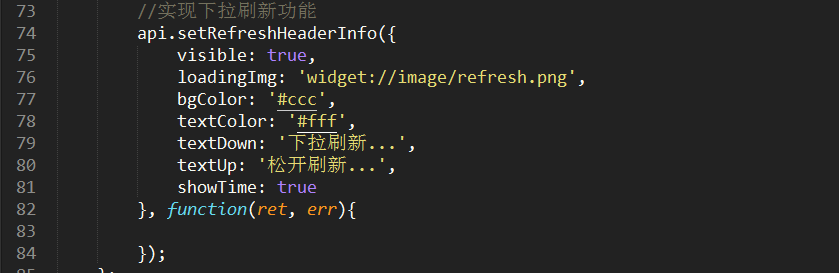 73 //实现下拉刷新功能
74 api.setRefreshHeaderInfo({
75 visible: true,
76 loadingImg: 'widget://image/refresh.png',
77 bgColor: '#ccc',
78 textColor: '#fff',
79 textDown: '下拉刷新...',
80 textUp: '松开刷新...',
81 showTime: true
82 }, function(ret, err){
83
84 });
85 };